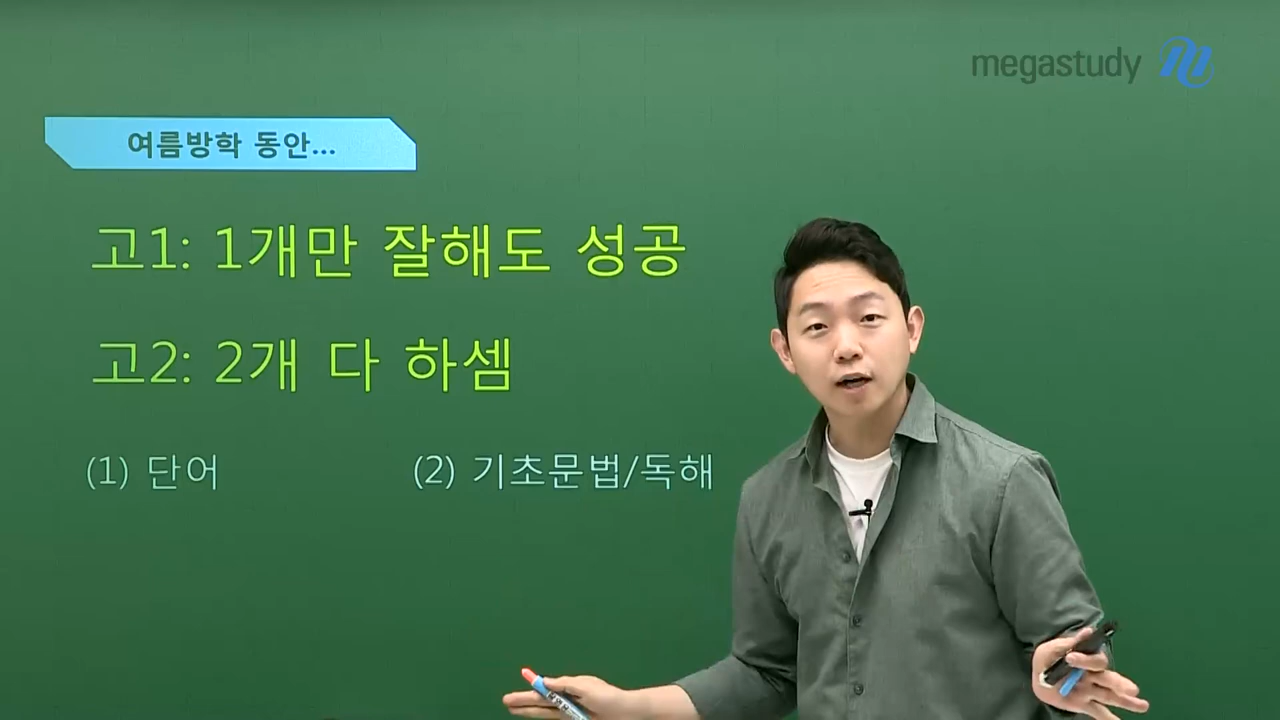 megastudy
여름방학 동안...
고1: 1개만 잘해도 성공
고2: 2개 다 하셈
(1) 단어 (2) 기초문법/독해